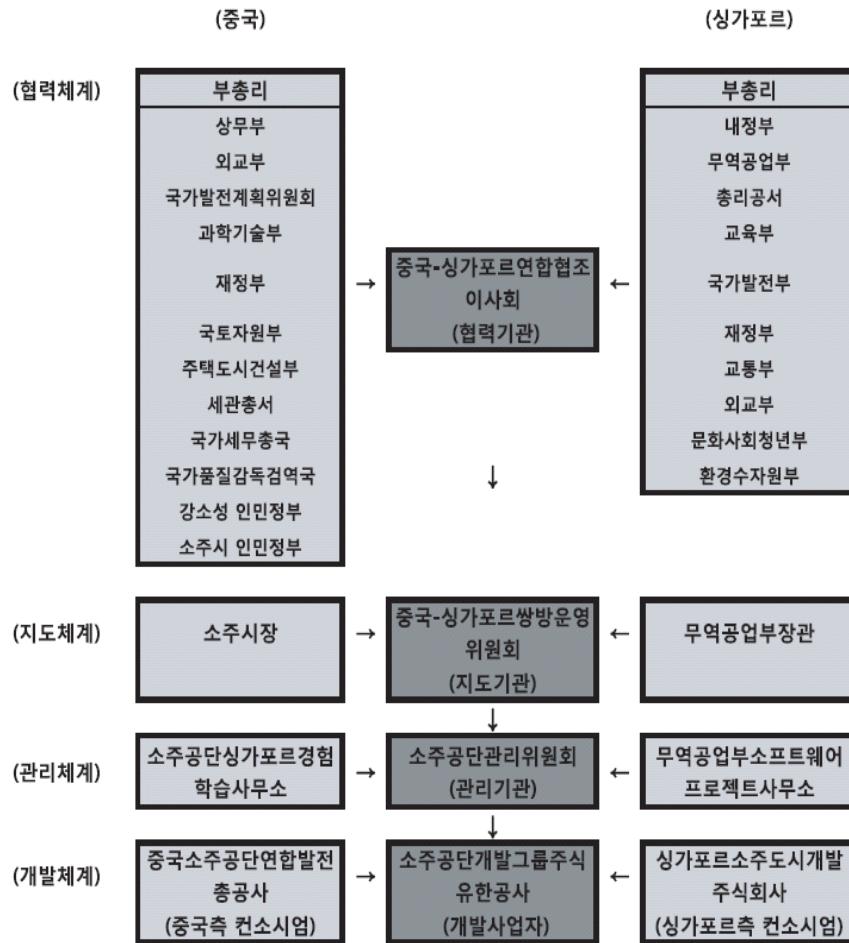 (중국)
(싱가포르)
(협력체계)
부총리
상무부
외교부
국가발전계획위원회
과학기술부
재정부
국토자원부
주택도시건설부
세관총서
국가세무총국
국가품질감독검역국
강소성 인민정부
소주시 인민정부
→
중국-싱가포르연합협조
이사회
(협력기관)
←
부총리
내정부
무역공업부
총리공서
교육부
국가발전부
재정부
교통부
외교부
문화사회청년부
환경수자원부
↓
(지도체계)
소주시장
→
중국-싱가포르쌍방운영
위원회
(지도기관)
←
무역공업부장관
↓
(관리체계)
소주공단싱가포르경험
학습사무소
→
소주공단관리위원회
(관리기관)
←
무역공업부소프트웨어
프로젝트사무소
↓
(개발체계)
중국소주공단연합발전
총공사
(중국측 컨소시엄)
→
소주공단개발그룹주식
유한공사
(개발사업자)
←
싱가포르소주도시개발
주식회사
(싱가포르측 컨소시엄)